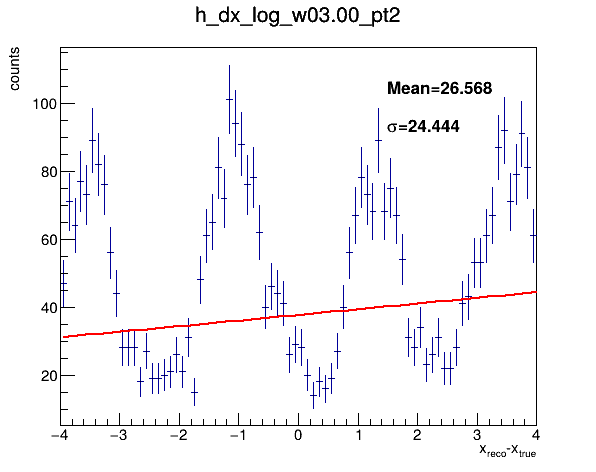 h_dx_log_w03.00_pt2
counts
Mean=26.568
σ=24.444
100
80
60
40
20
−4 −3 −2 −1 0 1 2 3 4
x_reco-x_true